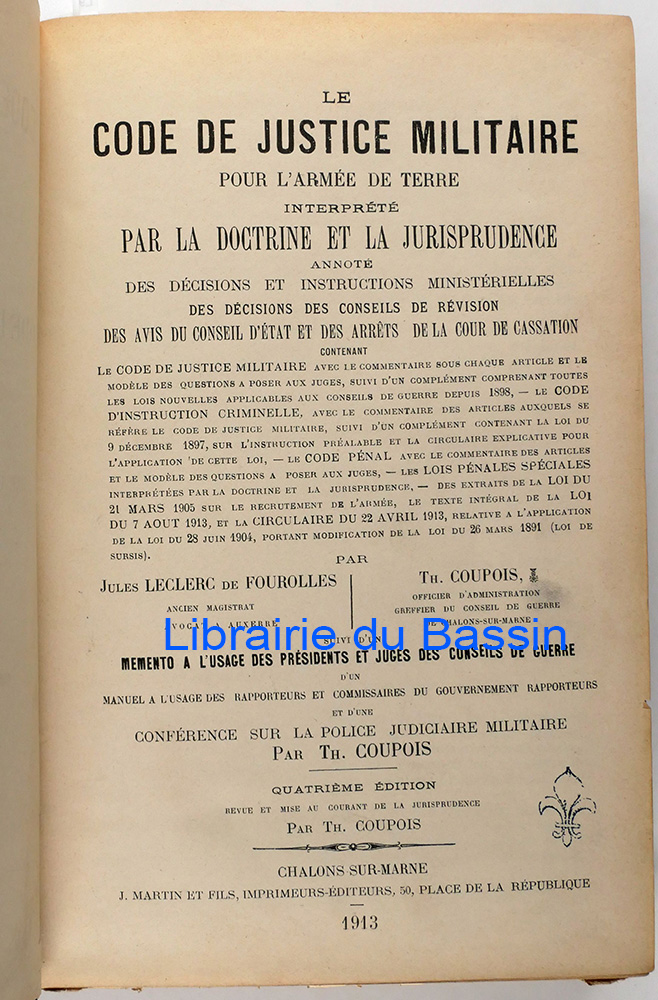 LE
CODE DE JUSTICE MILITAIRE
POUR L'ARMÉE DE TERRE
INTERPRÉTÉ
PAR LA DOCTRINE ET LA JURISPRUDENCE
ANNOTÉ
DES DÉCISIONS ET INSTRUCTIONS MINISTÉRIELLES
DES DÉCISIONS DES CONSEILS DE RÉVISION
DES AVIS DU CONSEIL D'ÉTAT ET DES ARRÊTS DE LA COUR DE CASSATION
CONTENANT
LE CODE DE JUSTICE MILITAIRE AVEC LE COMMENTAIRE SOUS CHAQUE ARTICLE ET LE
MODÈLE DES QUESTIONS A POSER AUX JUGES, SUIVI D'UN COMPLÉMENT COMPRENANT TOUTES
LES LOIS NOUVELLES APPLICABLES AUX CONSEILS DE GUERRE DEPUIS 1898, — LE CODE
D'INSTRUCTION CRIMINELLE, AVEC LE COMMENTAIRE DES ARTICLES AUXQUELS SE
RÉFÈRE LE CODE DE JUSTICE MILITAIRE, SUIVI D'UN COMPLÉMENT CONTENANT LA LOI DU
9 DÉCEMBRE 1897, SUR L'INSTRUCTION PRÉALABLE ET LA CIRCULAIRE EXPLICATIVE POUR
L'APPLICATION DE CETTE LOI, — LE CODE PÉNAL AVEC LE COMMENTAIRE DES ARTICLES
ET LE MODÈLE DES QUESTIONS A POSER AUX JUGES, — LES LOIS PÉNALES SPÉCIALES
INTERPRÉTÉES PAR LA DOCTRINE ET LA JURISPRUDENCE, — DES EXTRAITS DE LA LOI DU
21 MARS 1905 SUR LE RECRUTEMENT DE L'ARMÉE, LE TEXTE INTÉGRAL DE LA LOI
DU 7 AOUT 1913, ET LA CIRCULAIRE DU 22 AVRIL 1913, RELATIVE A L'APPLICATION
DE LA LOI DU 28 JUIN 1904, PORTANT MODIFICATION DE LA LOI DU 26 MARS 1891 (LOI DE
SURSIS).
PAR
JULES LECLERC DE FOUROLLES
ANCIEN MAGISTRAT
AVOCAT A AUXERRE
TH. COUPOIS,
OFFICIER D'ADMINISTRATION
GREFFIER DU CONSEIL DE GUERRE
DE CHALONS-SUR-MARNE
Librairie du Bassin
SUIVI D'UN
MEMENTO A L'USAGE DES PRÉSIDENTS ET JUGES DES CONSEILS DE GUERRE
D'UN
MANUEL A L'USAGE DES RAPPORTEURS ET COMMISSAIRES DU GOUVERNEMENT RAPPORTEURS
ET D'UNE
CONFÉRENCE SUR LA POLICE JUDICIAIRE MILITAIRE
PAR TH. COUPOIS
QUATRIÈME ÉDITION
REVUE ET MISE AU COURANT DE LA JURISPRUDENCE
PAR TH. COUPOIS
CHALONS-SUR-MARNE
J. MARTIN ET FILS, IMPRIMEURS-ÉDITEURS, 50, PLACE DE LA RÉPUBLIQUE
1913